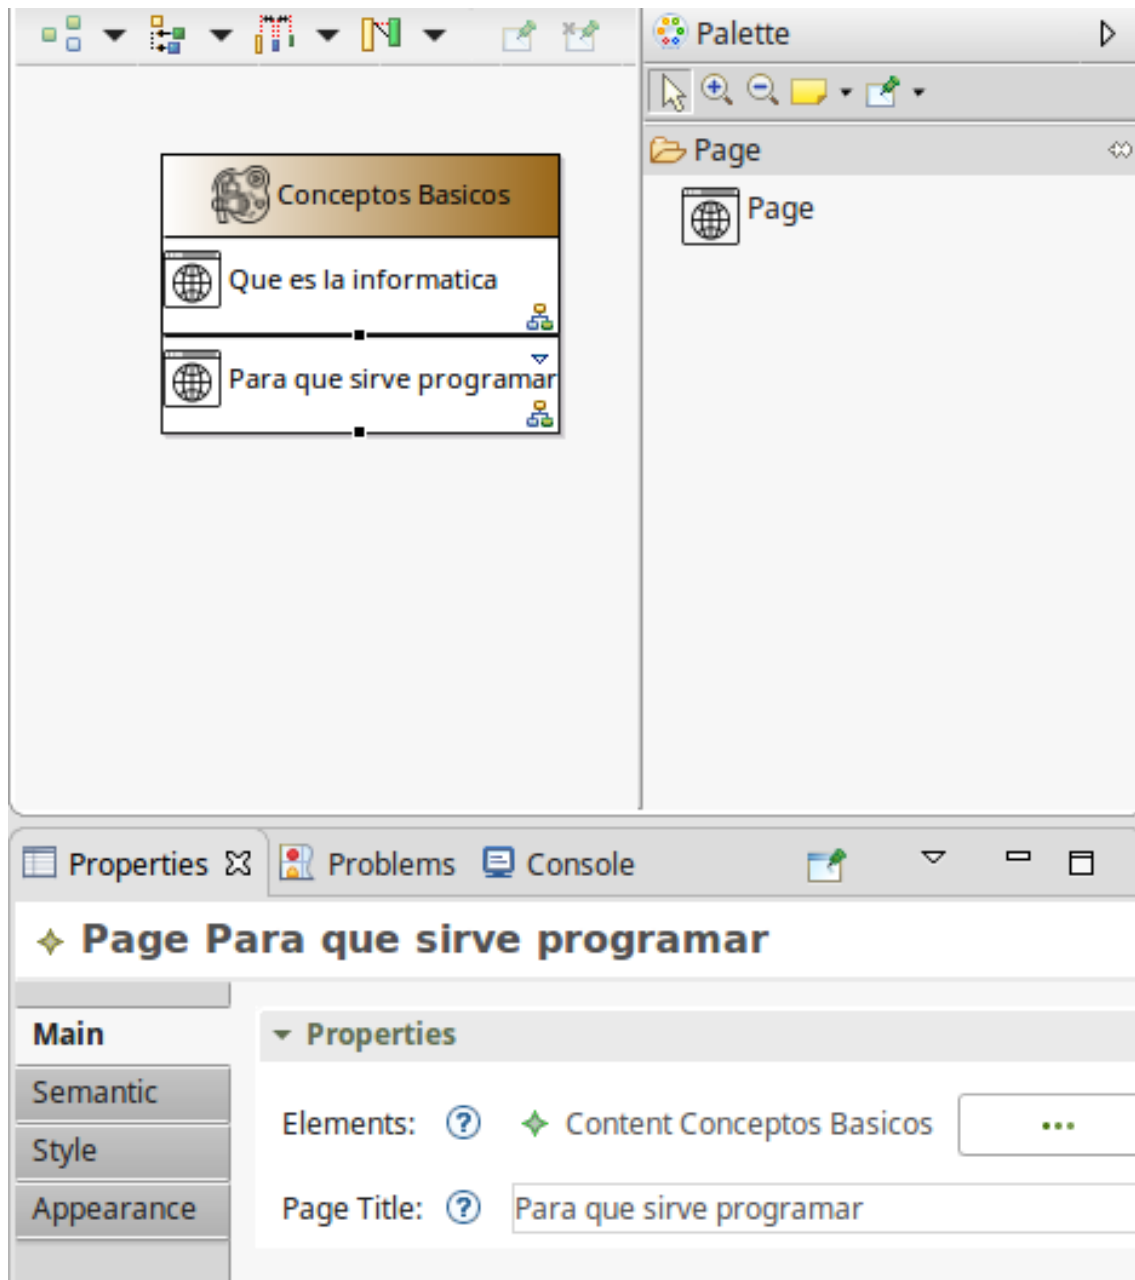 Palette
Page
Page
Conceptos Basicos
Que es la informatica
Para que sirve programar
Properties
Problems
Console
Page Para que sirve programar
Main
Semantic
Style
Appearance
Properties
Elements: ? Content Conceptos Basicos ...
Page Title: ? Para que sirve programar